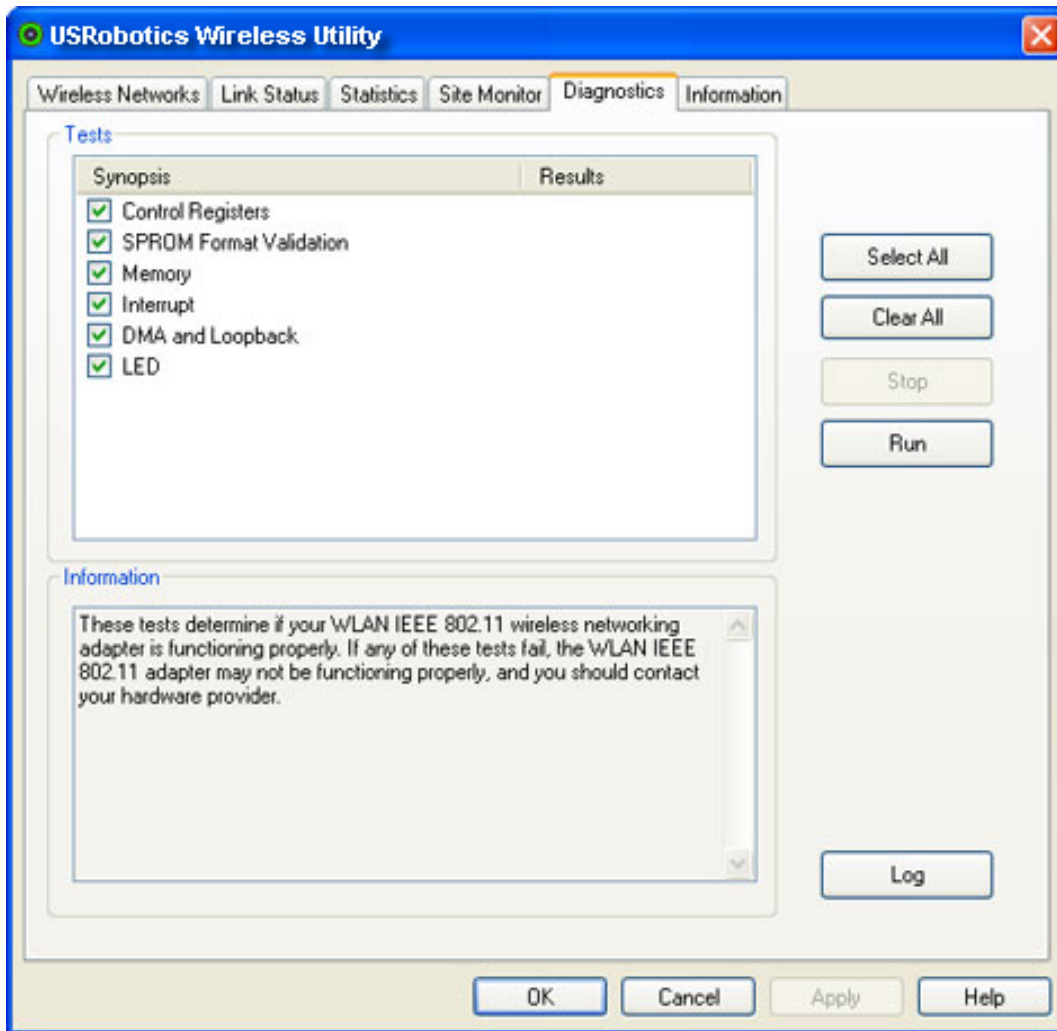 USRobotics Wireless Utility
Wireless Networks Link Status Statistics Site Monitor Diagnostics Information
Tests
Synopsis Results
Control Registers
SPROM Format Validation
Memory
Interrupt
DMA and Loopback
LED
Select All
Clear All
Stop
Run
Information
These tests determine if your WLAN IEEE 802.11 wireless networking
adapter is functioning properly. If any of these tests fail, the WLAN IEEE
802.11 adapter may not be functioning properly, and you should contact
your hardware provider.
Log
OK Cancel Apply Help